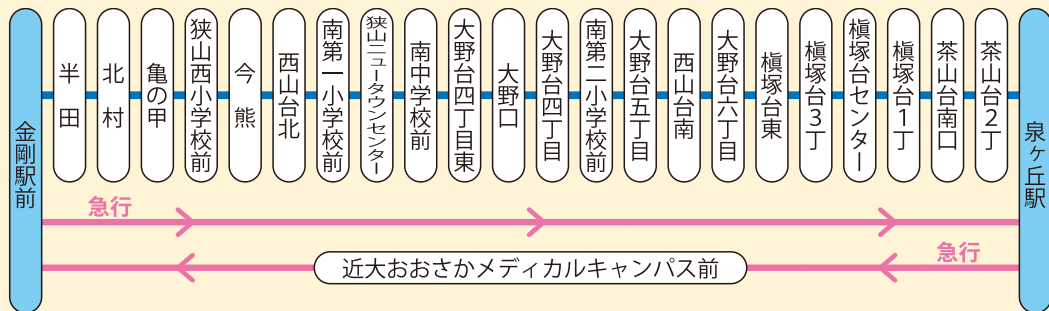 金剛駅前
半田
北村
亀の甲
狭山西小学校前
今熊
西山台北
南第一小学校前
狭山ニュータウンセンター
南中学校前
大野台四丁目東
大野口
大野台四丁目
南第二小学校前
大野台五丁目
西山台南
大野台六丁目
槇塚台東
槇塚台3丁
槇塚台センター
槇塚台1丁
茶山台南口
茶山台2丁
泉ヶ丘駅
急行
急行
近大おおさかメディカルキャンパス前